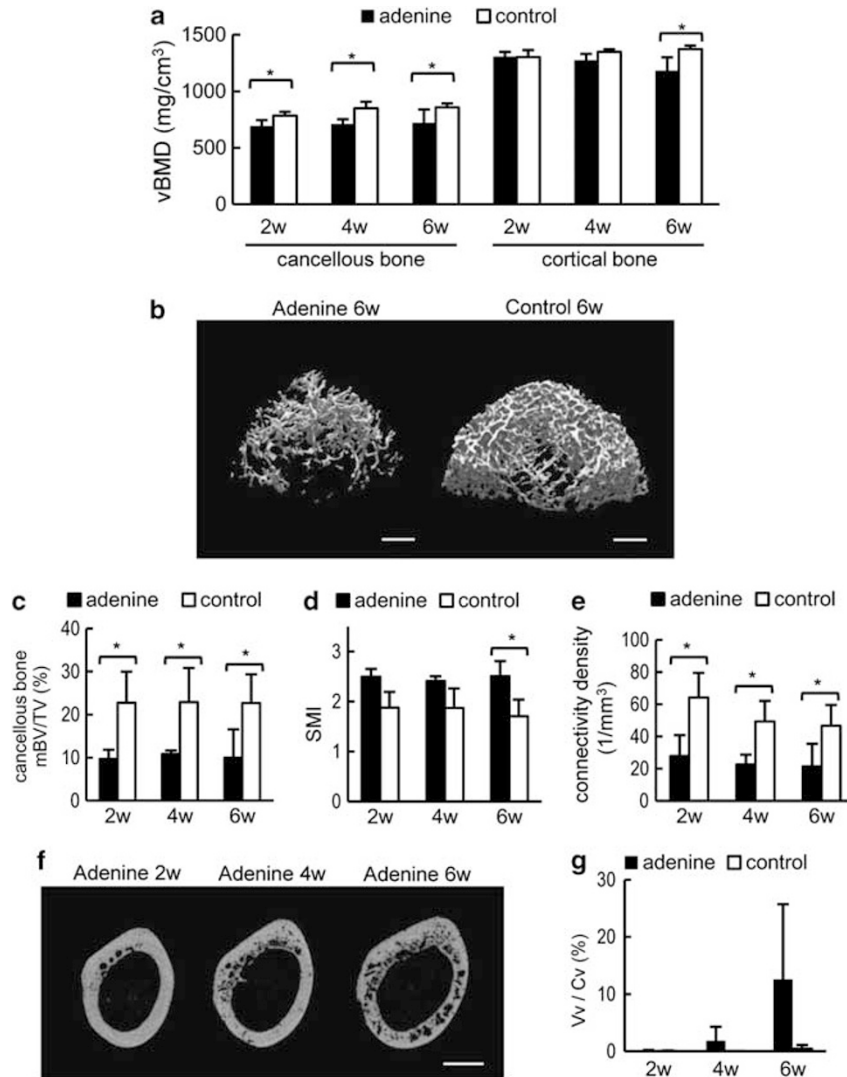 a
adenine control
vBMD (mg/cm³)
1500
1000
500
0
* * * *
2w 4w 6w 2w 4w 6w
cancellous bone cortical bone
b
Adenine 6w Control 6w
c adenine control
cancellous bone
mBV/TV (%)
40
30
20
10
0
* * *
2w 4w 6w
d adenine control
SMI
3
2
1
0
*
2w 4w 6w
e adenine control
connectivity density
(1/mm³)
100
80
60
40
20
0
* * *
2w 4w 6w
f
Adenine 2w Adenine 4w Adenine 6w
g
adenine control
Vv / Cv (%)
30
20
10
0
2w 4w 6w